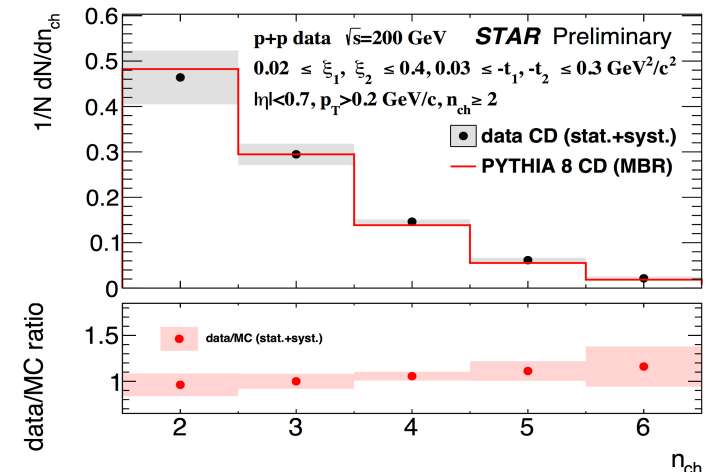 0.6
0.5
0.4
0.3
0.2
0.1
0
1/N dN/dn_ch
p+p data √s=200 GeV STAR Preliminary
0.02 ≤ ξ₁, ξ₂ ≤ 0.4, 0.03 ≤ -t₁, -t₂ ≤ 0.3 GeV²/c²
|η|<0.7, p_T>0.2 GeV/c, n_ch ≥ 2
data CD (stat.+syst.)
PYTHIA 8 CD (MBR)
data/MC ratio
1.5
1
data/MC (stat.+syst.)
2 3 4 5 6
n_ch